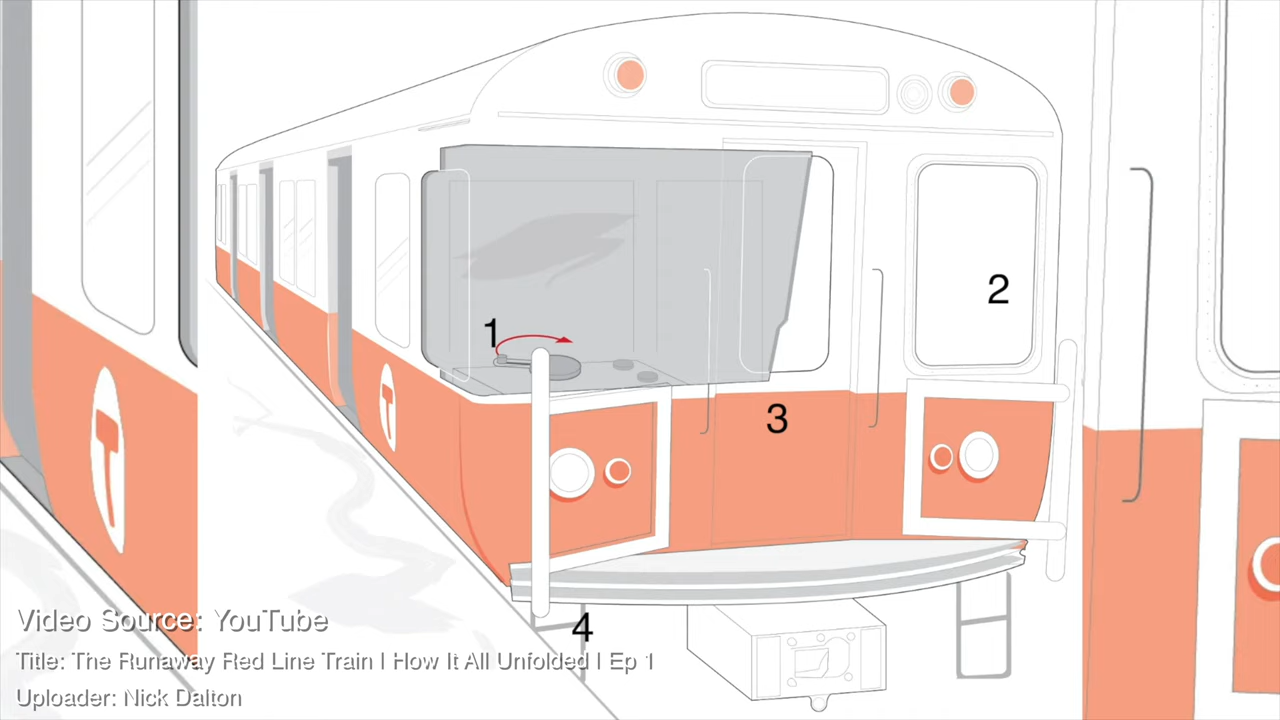 1
2
3
4
T
T
Video Source: YouTube
Title: The Runaway Red Line Train | How It All Unfolded | Ep 1
Uploader: Nick Dalton